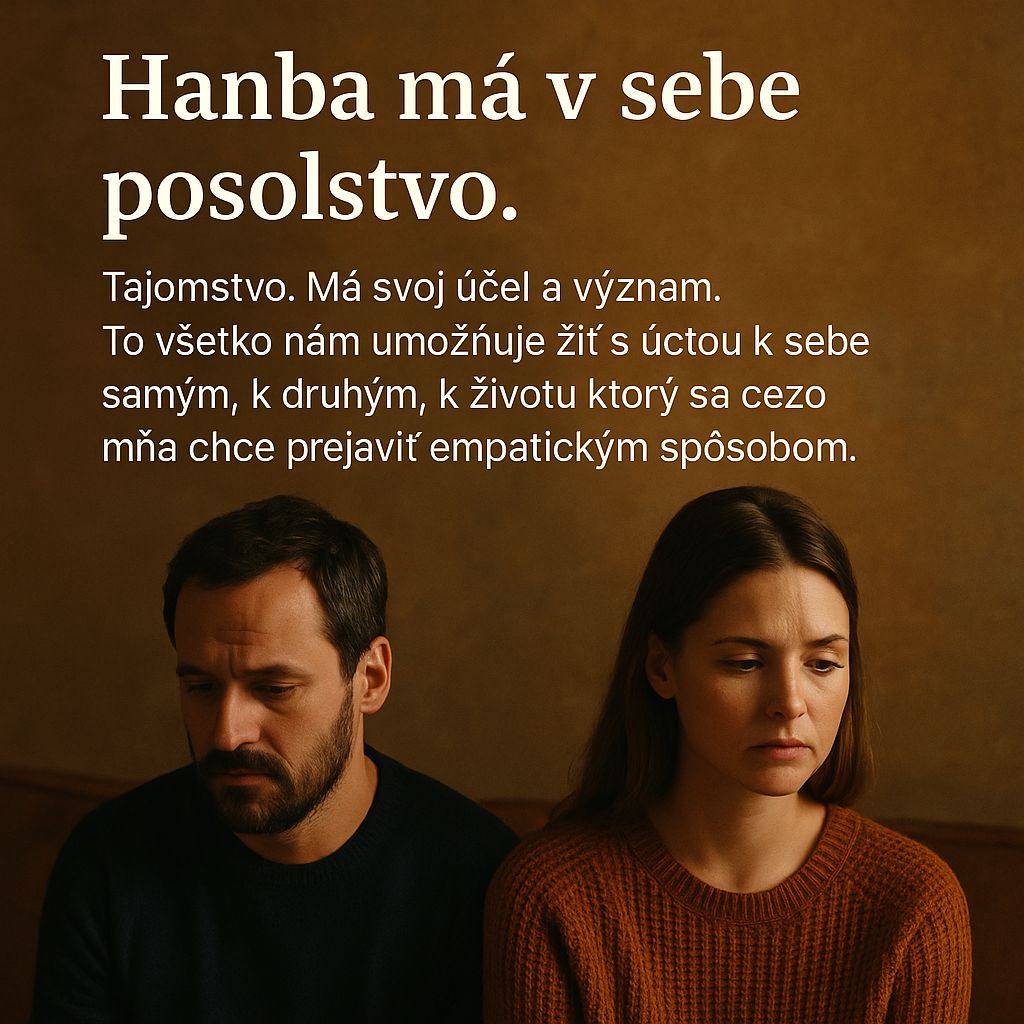 Hanba má v sebe
posolstvo.
Tajomstvo. Má svoj účel a význam.
To všetko nám umožńuje žiť s úctou k sebe
samým, k druhým, k životu ktorý sa cezo
mňa chce prejaviť empatickým spôsobom.